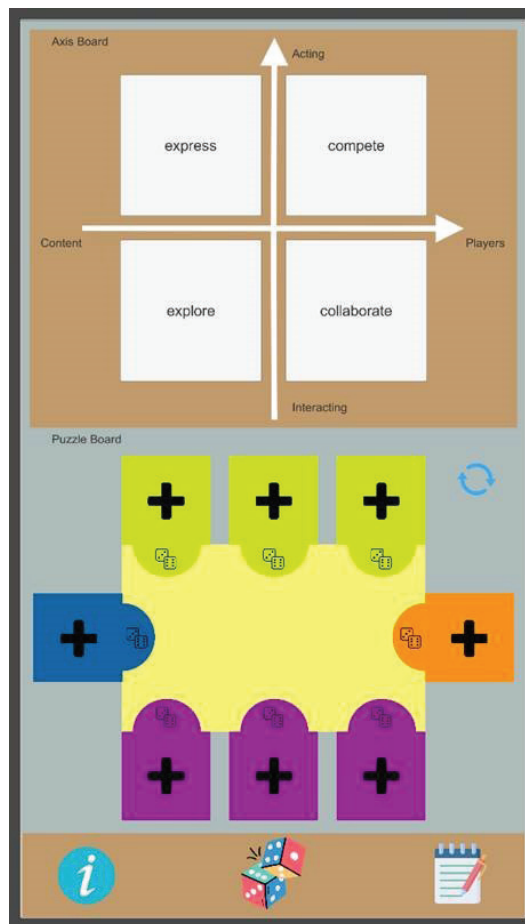 Axis Board
Acting
express
compete
Content
Players
explore
collaborate
Interacting
Puzzle Board
i